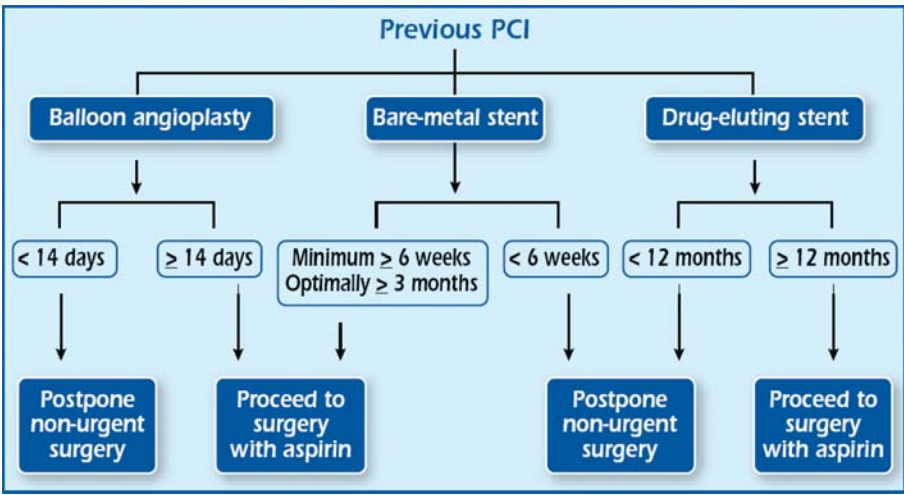 Previous PCI
Balloon angioplasty
Bare-metal stent
Drug-eluting stent
< 14 days
≥ 14 days
Minimum ≥ 6 weeks
Optimally ≥ 3 months
< 6 weeks
< 12 months
≥ 12 months
Postpone
non-urgent
surgery
Proceed to
surgery
with aspirin
Postpone
non-urgent
surgery
Proceed to
surgery
with aspirin